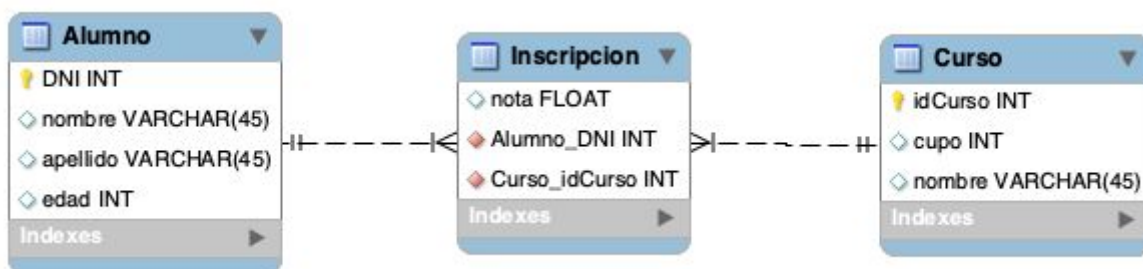 Alumno
DNI INT
nombre VARCHAR(45)
apellido VARCHAR(45)
edad INT
Indexes
Inscripcion
nota FLOAT
Alumno_DNI INT
Curso_idCurso INT
Indexes
Curso
idCurso INT
cupo INT
nombre VARCHAR(45)
Indexes